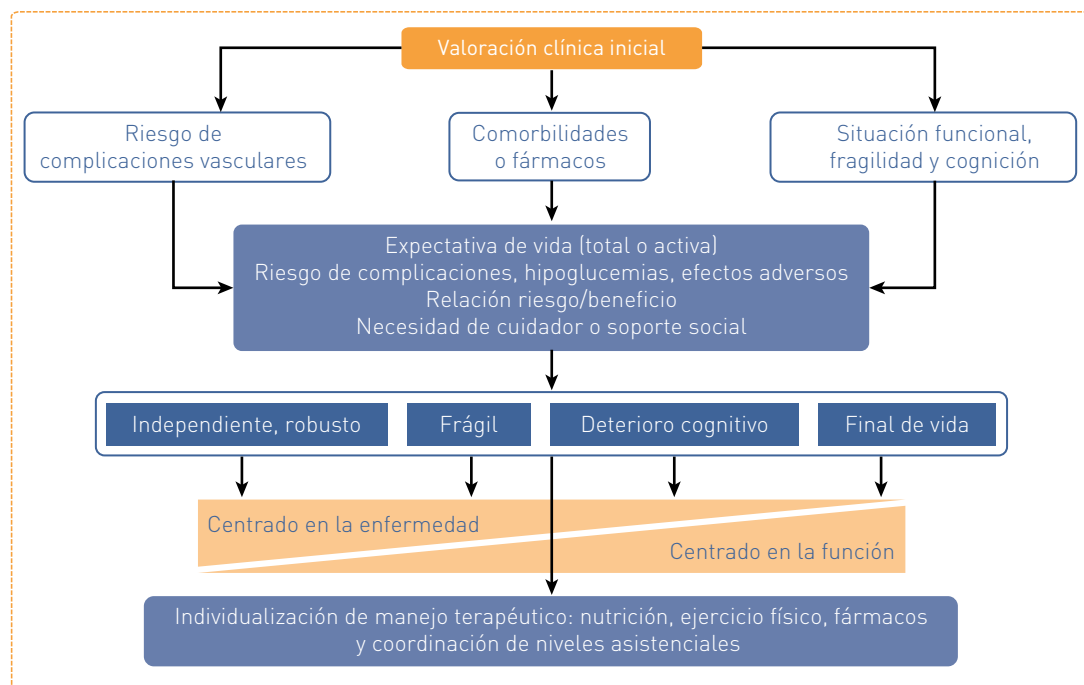 Valoración clínica inicial
Riesgo de
complicaciones vasculares
Comorbilidades
o fármacos
Situación funcional,
fragilidad y cognición
Expectativa de vida (total o activa)
Riesgo de complicaciones, hipoglucemias, efectos adversos
Relación riesgo/beneficio
Necesidad de cuidador o soporte social
Independiente, robusto
Frágil
Deterioro cognitivo
Final de vida
Centrado en la enfermedad
Centrado en la función
Individualización de manejo terapéutico: nutrición, ejercicio físico, fármacos
y coordinación de niveles asistenciales